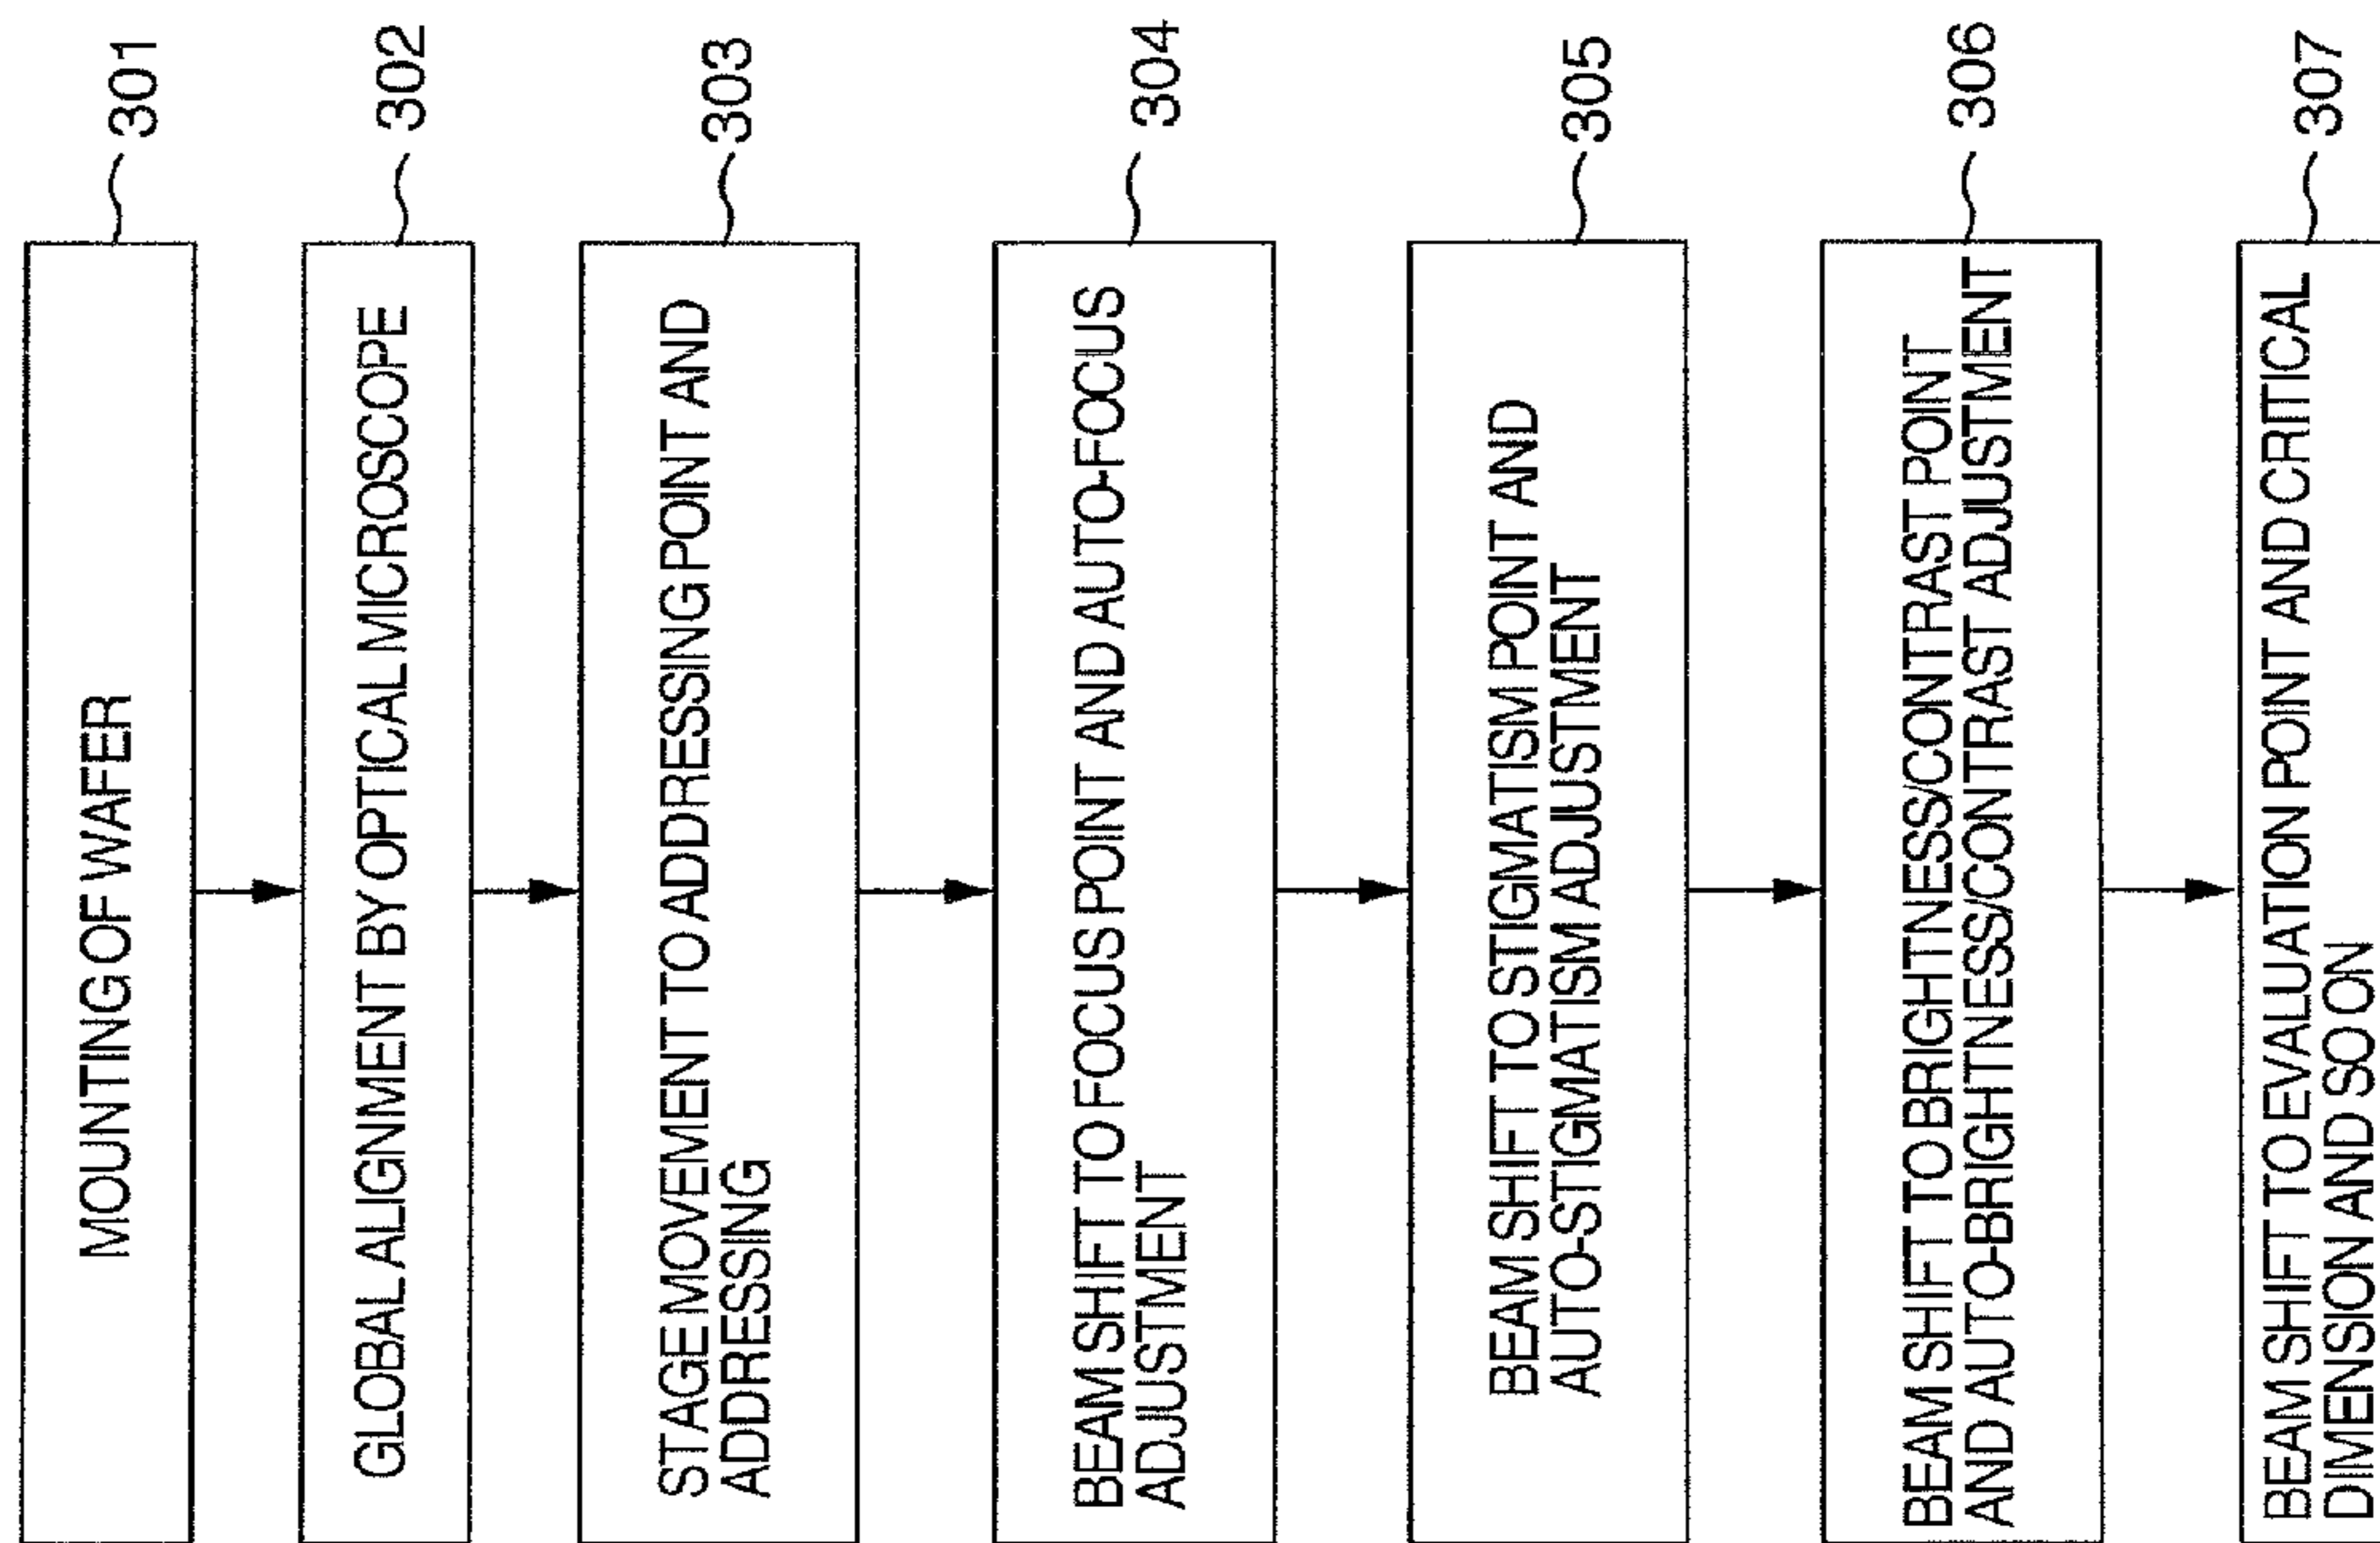 301
MOUNTING OF WAFER
302
GLOBAL ALIGNMENT BY OPTICAL MICROSCOPE
303
STAGE MOVEMENT TO ADDRESSING POINT AND
ADDRESSING
304
BEAM SHIFT TO FOCUS POINT AND AUTO-FOCUS
ADJUSTMENT
305
BEAM SHIFT TO STIGMATISM POINT AND
AUTO-STIGMATISM ADJUSTMENT
306
BEAM SHIFT TO BRIGHTNESS/CONTRAST POINT
AND AUTO-BRIGHTNESS/CONTRAST ADJUSTMENT
307
BEAM SHIFT TO EVALUATION POINT AND CRITICAL
DIMENSION AND SO ON